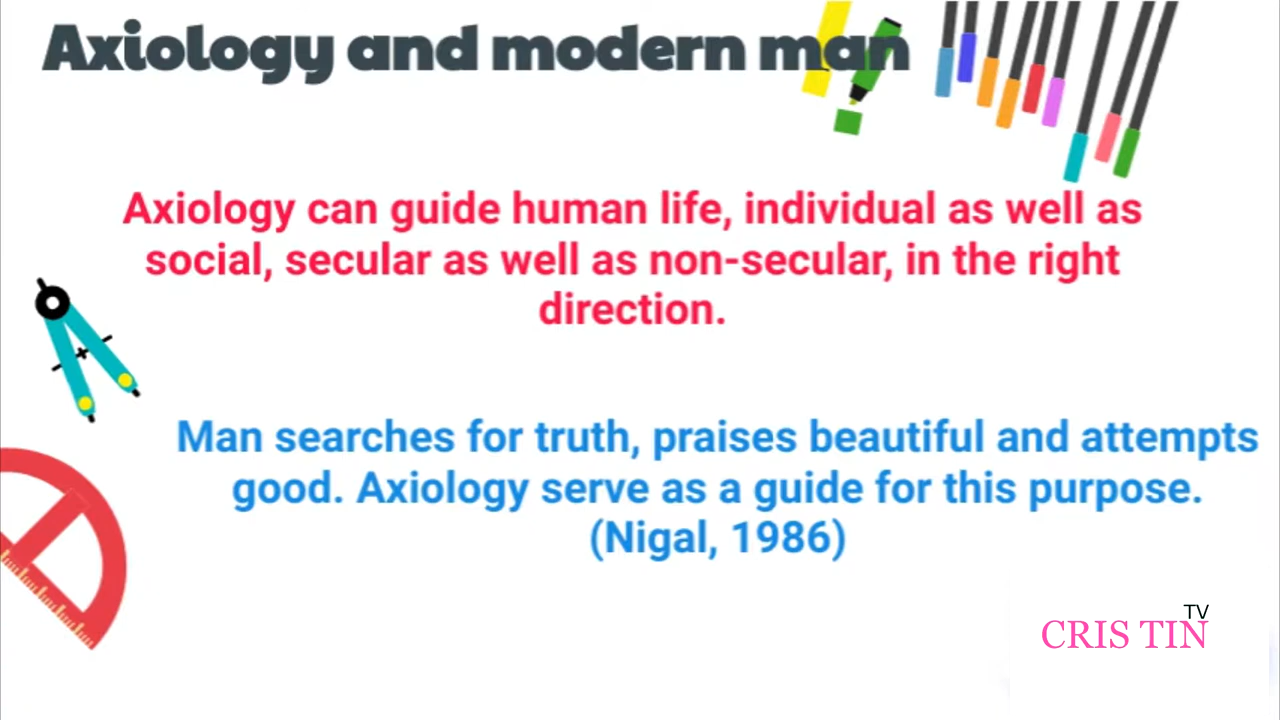 Axiology and modern man
Axiology can guide human life, individual as well as
social, secular as well as non-secular, in the right
direction.
Man searches for truth, praises beautiful and attempts
good. Axiology serve as a guide for this purpose.
(Nigal, 1986)
TV
CRIS TIN